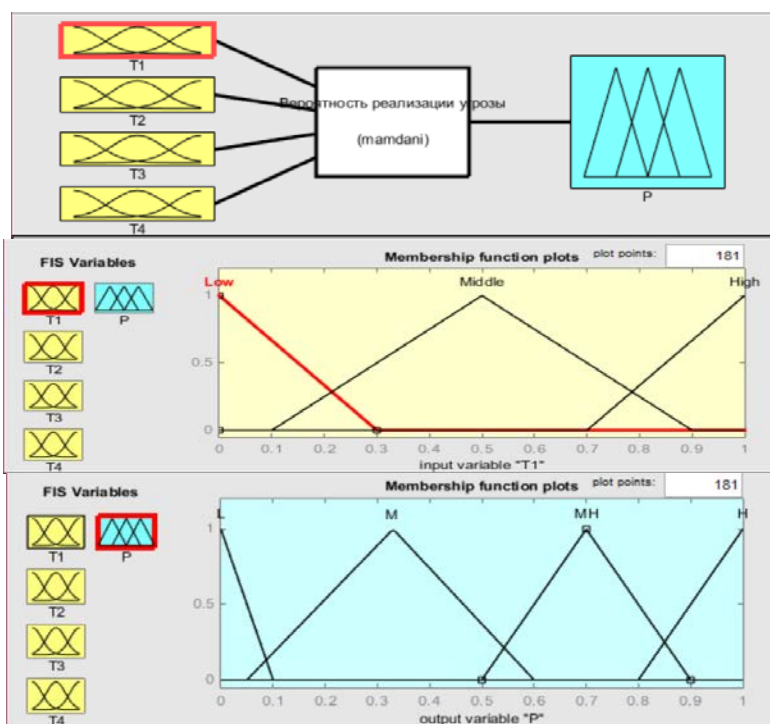 T1
T2
T3
T4
Вероятность реализации угрозы
(mamdani)
P
FIS Variables
T1
P
T2
T3
T4
Membership function plots
plot points:
181
Low
Middle
High
1
0.5
0
0 0.1 0.2 0.3 0.4 0.5 0.6 0.7 0.8 0.9 1
input variable "T1"
FIS Variables
T1
P
T2
T3
T4
Membership function plots
plot points:
181
L
M
MH
H
1
0.5
0
0 0.1 0.2 0.3 0.4 0.5 0.6 0.7 0.8 0.9 1
output variable "P"